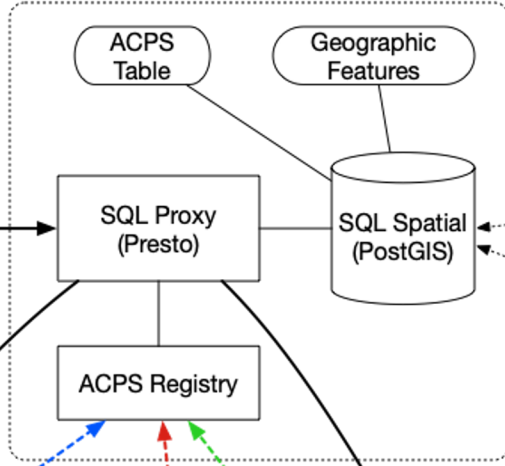 ACPS
Table
Geographic
Features
SQL Proxy
(Presto)
SQL Spatial
(PostGIS)
ACPS Registry